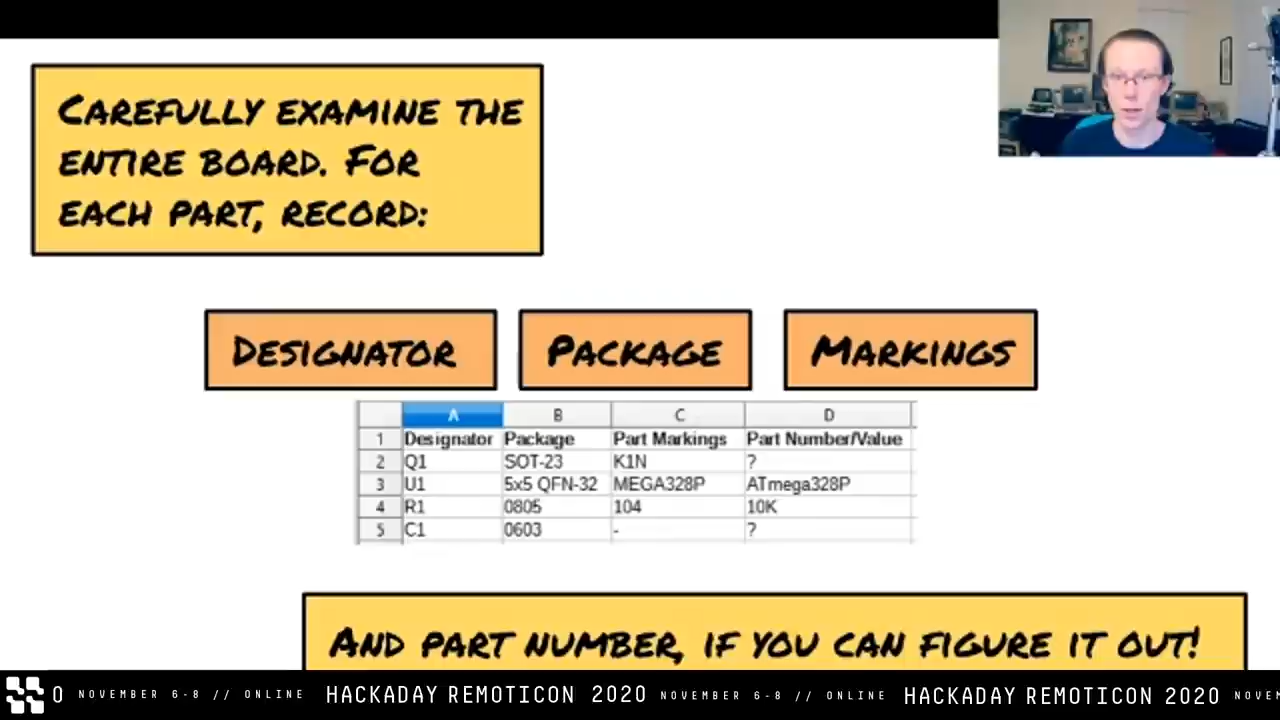 CAREFULLY EXAMINE THE
ENTIRE BOARD. FOR
EACH PART, RECORD:
DESIGNATOR PACKAGE MARKINGS
A B C D
1 Designator Package Part Markings Part Number/Value
2 Q1 SOT-23 K1N ?
3 U1 5x5 QFN-32 MEGA328P ATmega328P
4 R1 0805 104 10K
5 C1 0603 - ?
AND PART NUMBER, IF YOU CAN FIGURE IT OUT!
0 NOVEMBER 6-8 // ONLINE HACKADAY REMOTICON 2020 NOVEMBER 6-8 // ONLINE HACKADAY REMOTICON 2020 NOVEM